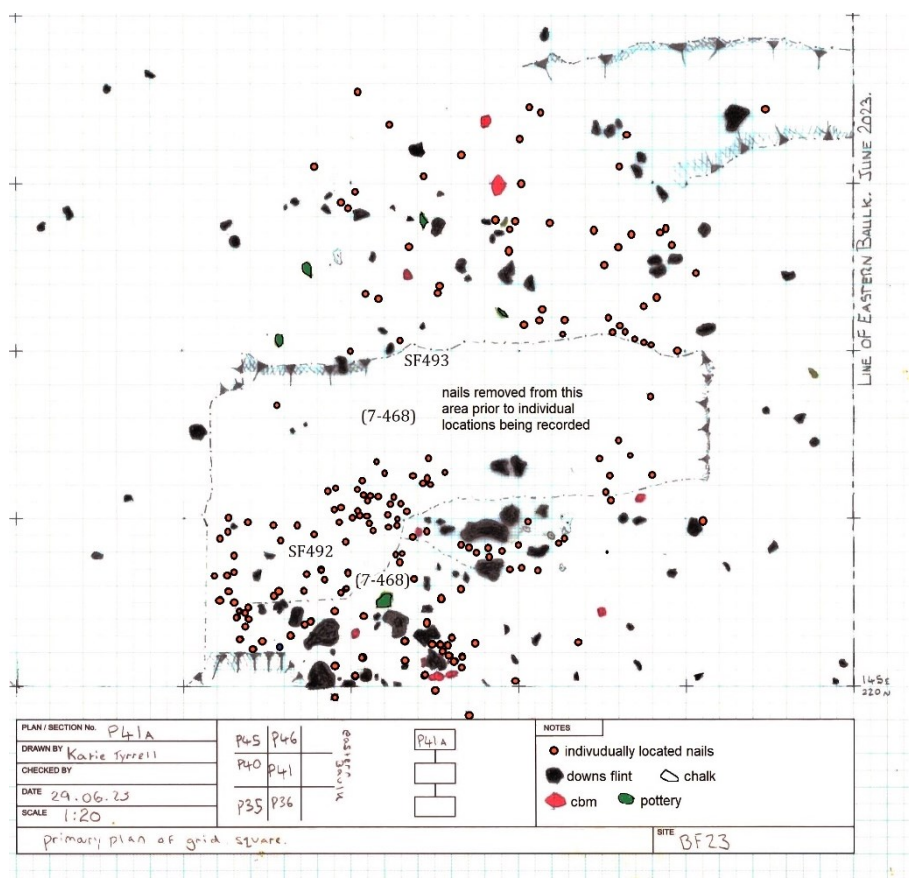 LINE OF EASTERN BAULK. JUNE 2023.
SF493
(7-468)
nails removed from this
area prior to individual
locations being recorded
SF492
(7-468)
145E
220N
PLAN / SECTION No. P41A
DRAWN BY Katie Tyrrell
CHECKED BY
DATE 29.06.23
SCALE 1:20
P45 P46
P40 P41
P35 P36
eastern baulk
P41A
NOTES
indivudually located nails
downs flint
chalk
cbm
pottery
primary plan of grid square.
SITE BF23